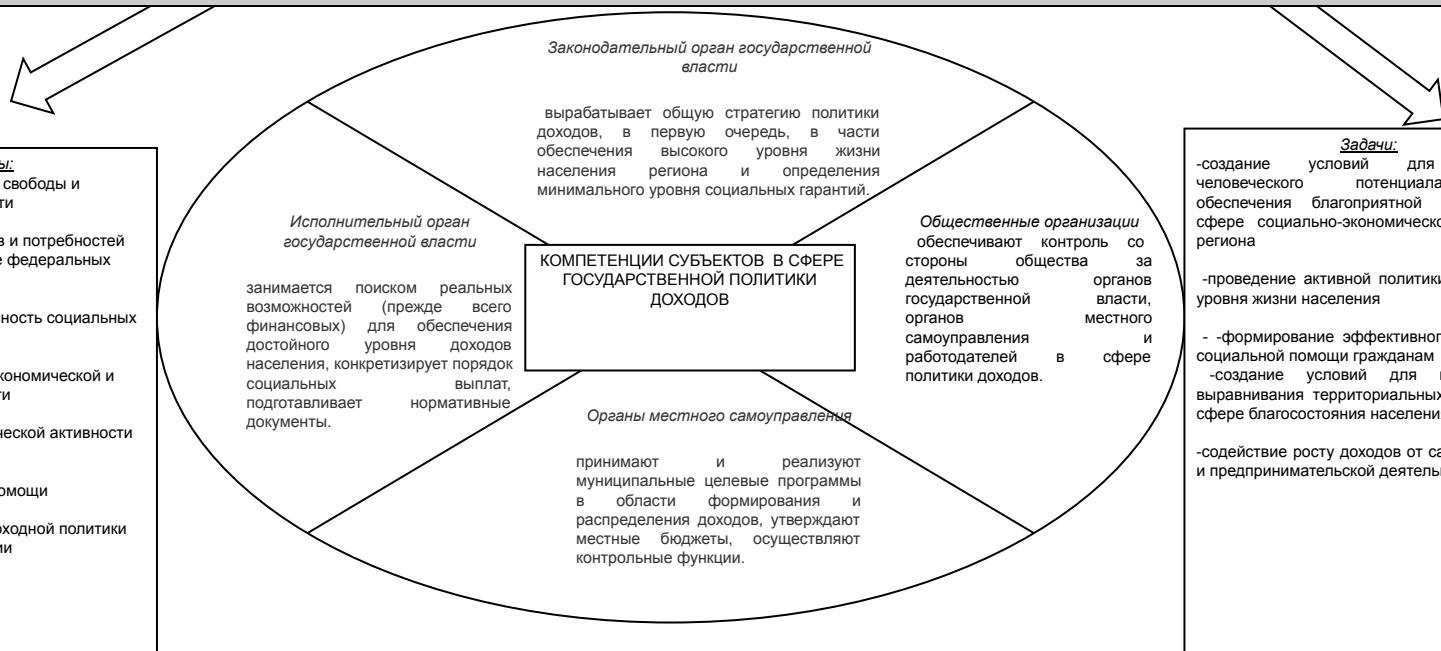 Законодательный орган государственной
власти
вырабатывает общую стратегию политики
доходов, в первую очередь, в части
обеспечения высокого уровня жизни
населения региона и определения
минимального уровня социальных гарантий.
Исполнительный орган
государственной власти
занимается поиском реальных
возможностей (прежде всего
финансовых) для обеспечения
достойного уровня доходов
населения, конкретизирует порядок
социальных выплат,
подготавливает нормативные
документы.
КОМПЕТЕНЦИИ СУБЪЕКТОВ В СФЕРЕ
ГОСУДАРСТВЕННОЙ ПОЛИТИКИ
ДОХОДОВ
Общественные организации
обеспечивают контроль со
стороны общества за
деятельностью органов
государственной власти,
органов местного
самоуправления и
работодателей в сфере
политики доходов.
Органы местного самоуправления
принимают и реализуют
муниципальные целевые программы
в области формирования и
распределения доходов, утверждают
местные бюджеты, осуществляют
контрольные функции.
ы:
свободы и
ти
в и потребностей
е федеральных
ность социальных
кономической и
ти
ческой активности
омощи
оходной политики
ии
Задачи:
-создание условий для
человеческого потенциала
обеспечения благоприятной
сфере социально-экономическо
региона
-проведение активной политики
уровня жизни населения
- -формирование эффективног
социальной помощи гражданам
-создание условий для
выравнивания территориальных
сфере благосостояния населени
-содействие росту доходов от са
и предпринимательской деятель